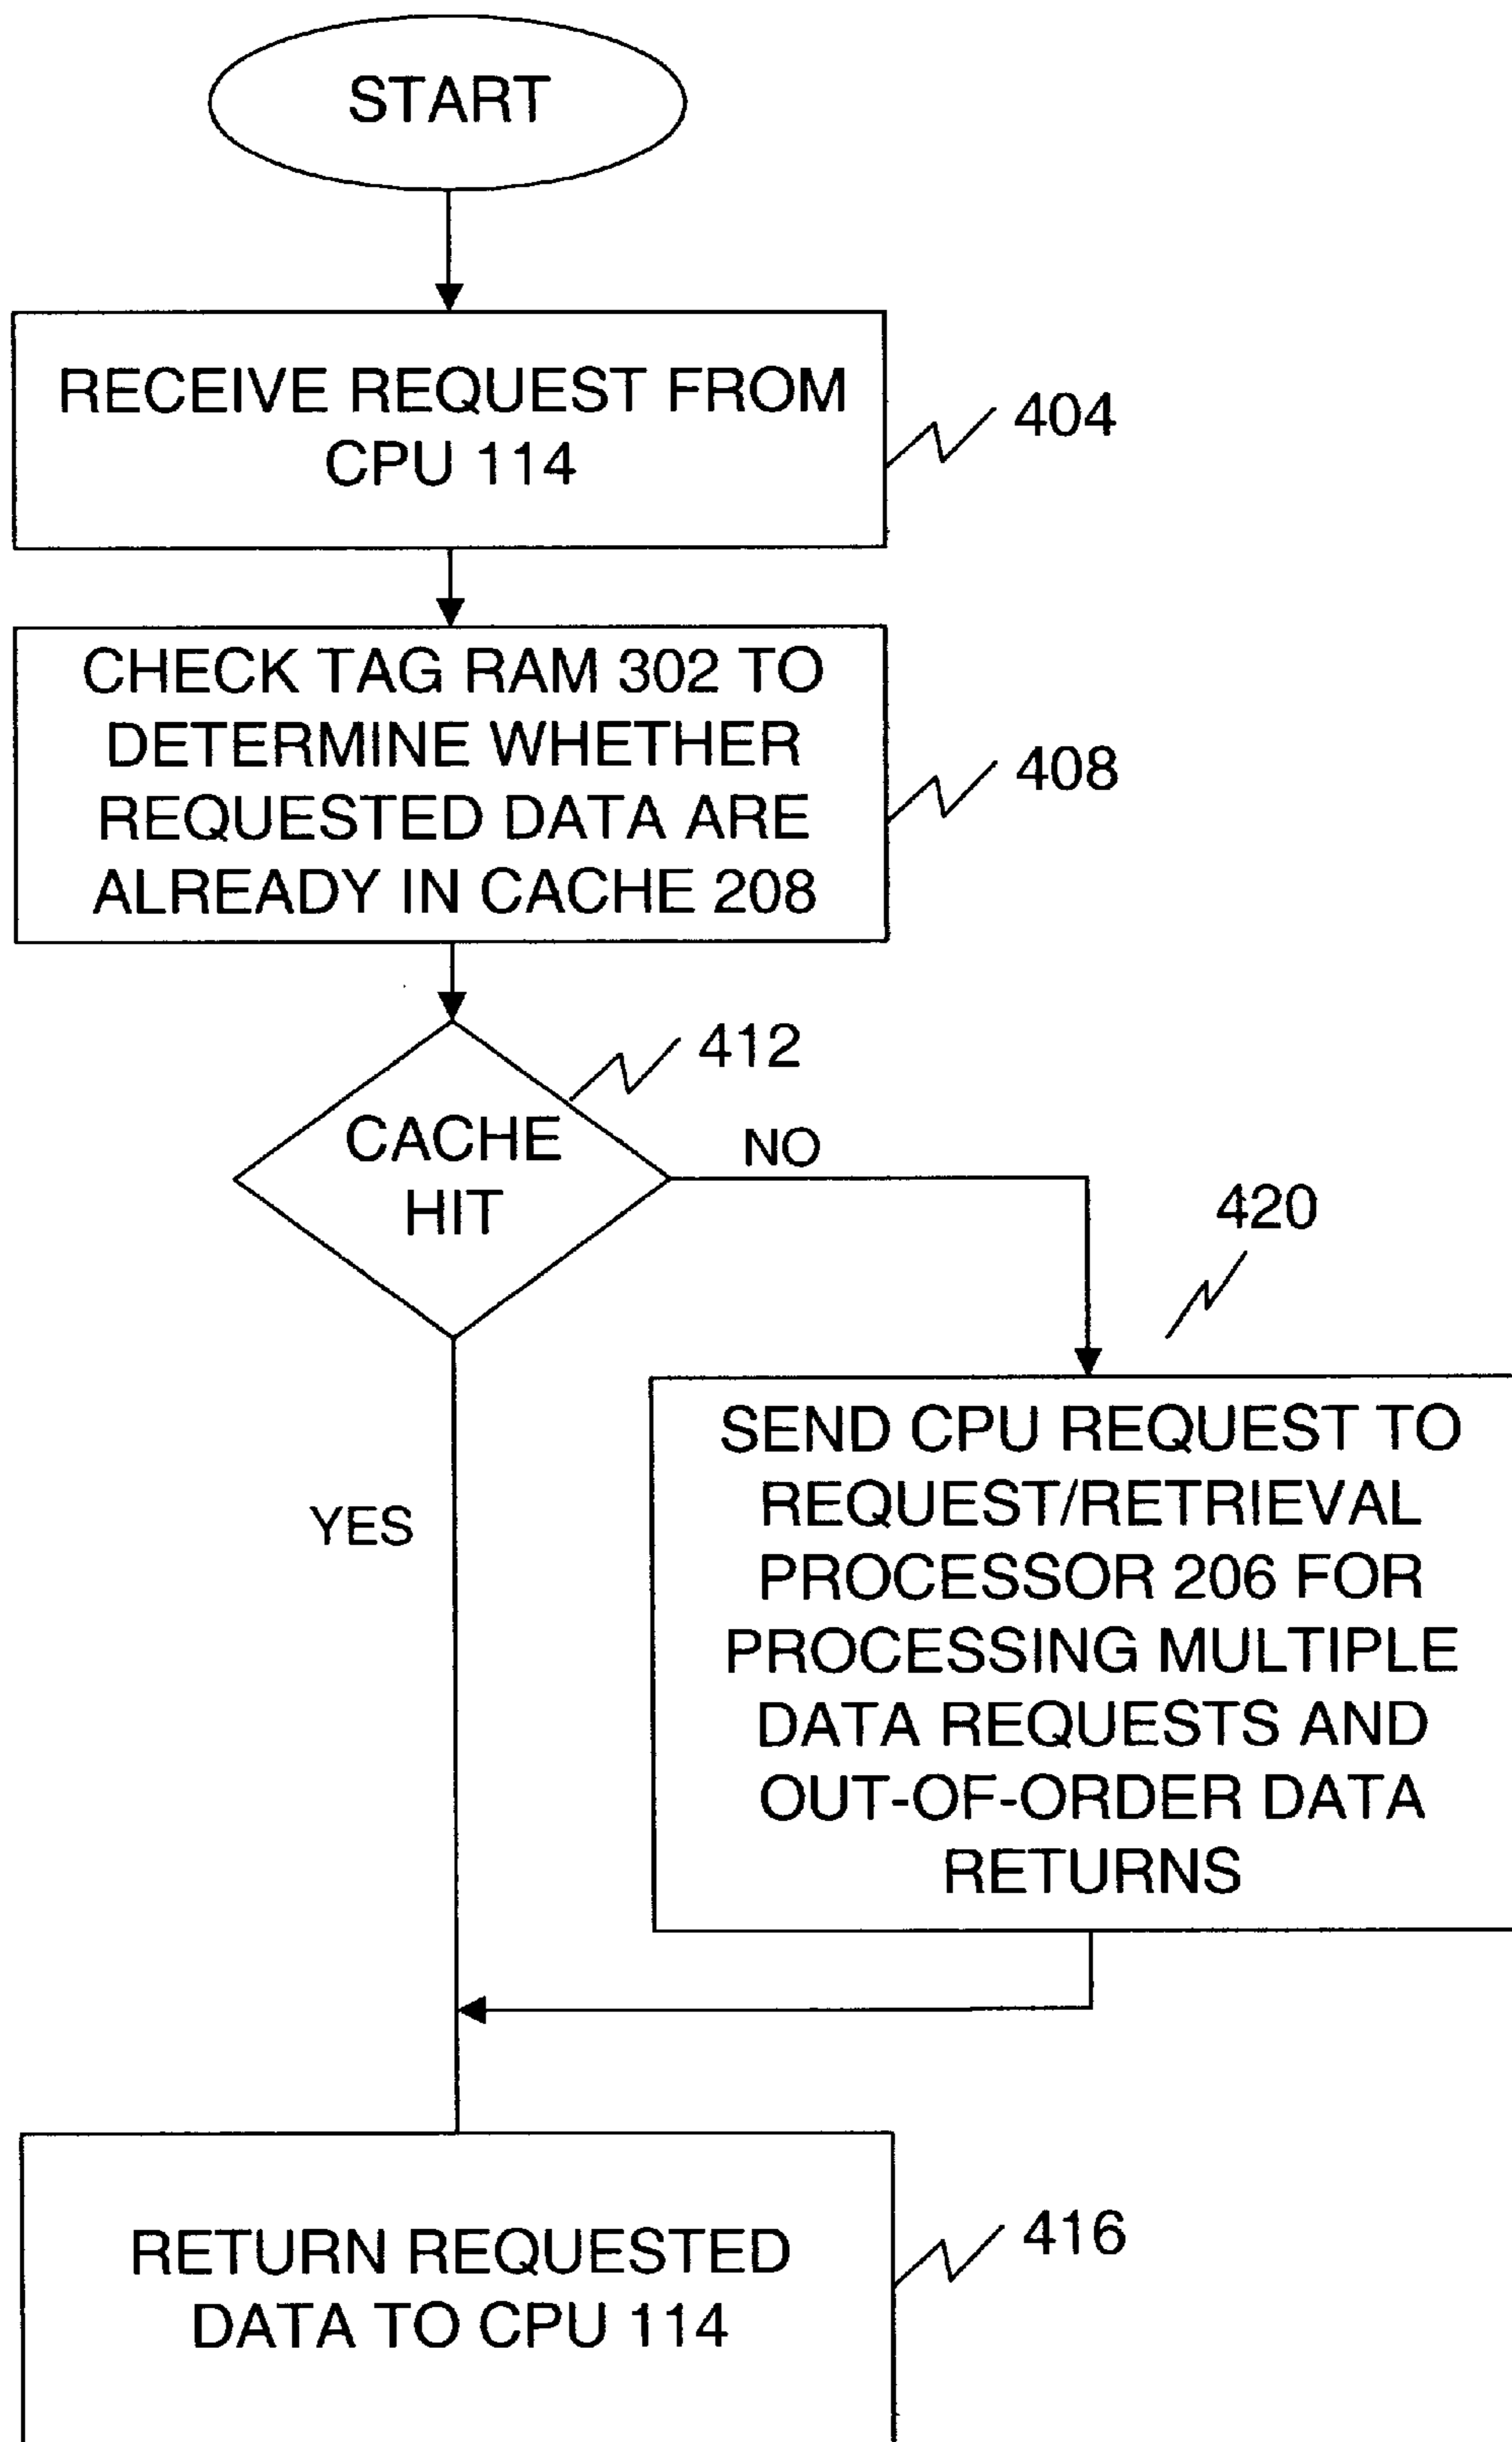 START
RECEIVE REQUEST FROM
CPU 114
404
CHECK TAG RAM 302 TO
DETERMINE WHETHER
REQUESTED DATA ARE
ALREADY IN CACHE 208
408
412
CACHE
HIT
NO
420
YES
SEND CPU REQUEST TO
REQUEST/RETRIEVAL
PROCESSOR 206 FOR
PROCESSING MULTIPLE
DATA REQUESTS AND
OUT-OF-ORDER DATA
RETURNS
RETURN REQUESTED
DATA TO CPU 114
416